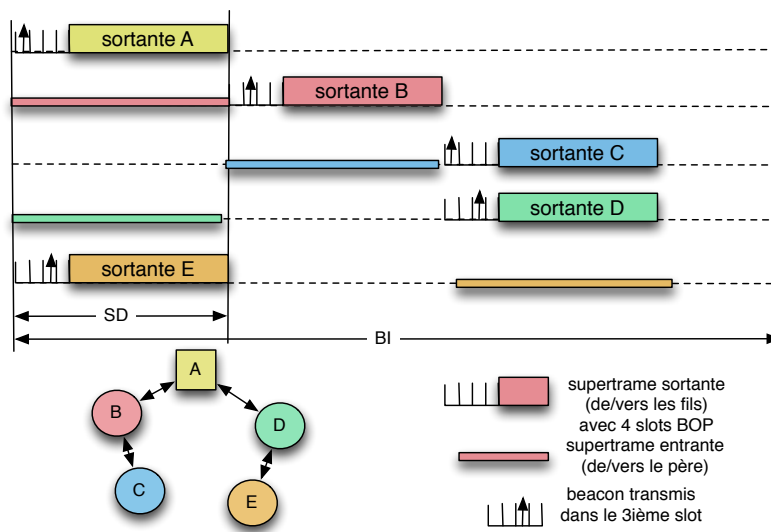 sortante A
sortante B
sortante C
sortante D
sortante E
SD
BI
A
B
D
C
E
supertrame sortante
(de/vers les fils)
avec 4 slots BOP
supertrame entrante
(de/vers le père)
beacon transmis
dans le 3ième slot